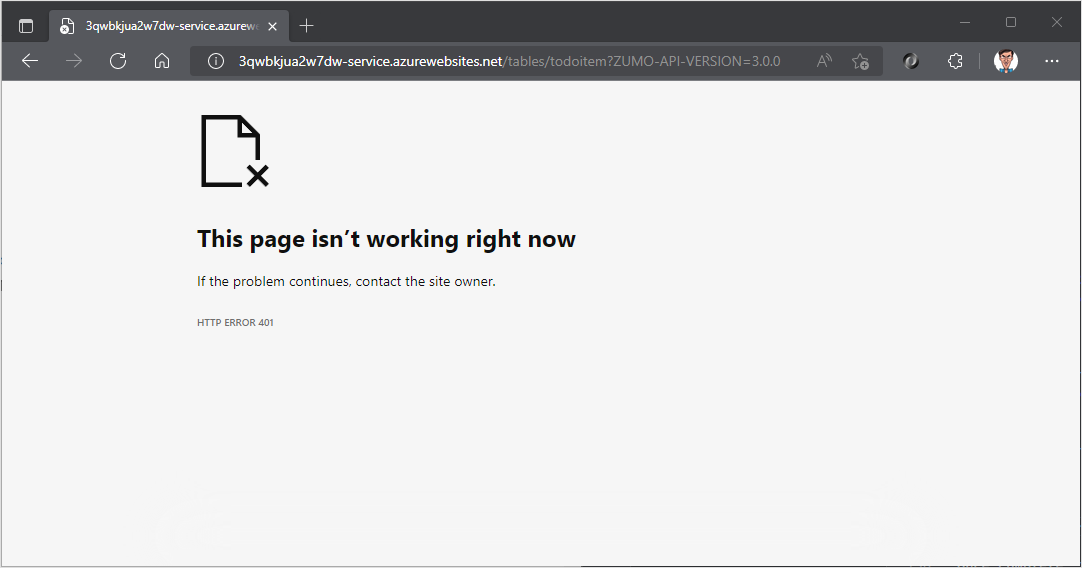 3qwbkjua2w7dw-service.azurew
3qwbkjua2w7dw-service.azurewebsites.net/tables/todoitem?ZUMO-API-VERSION=3.0.0
This page isn’t working right now
If the problem continues, contact the site owner.
HTTP ERROR 401